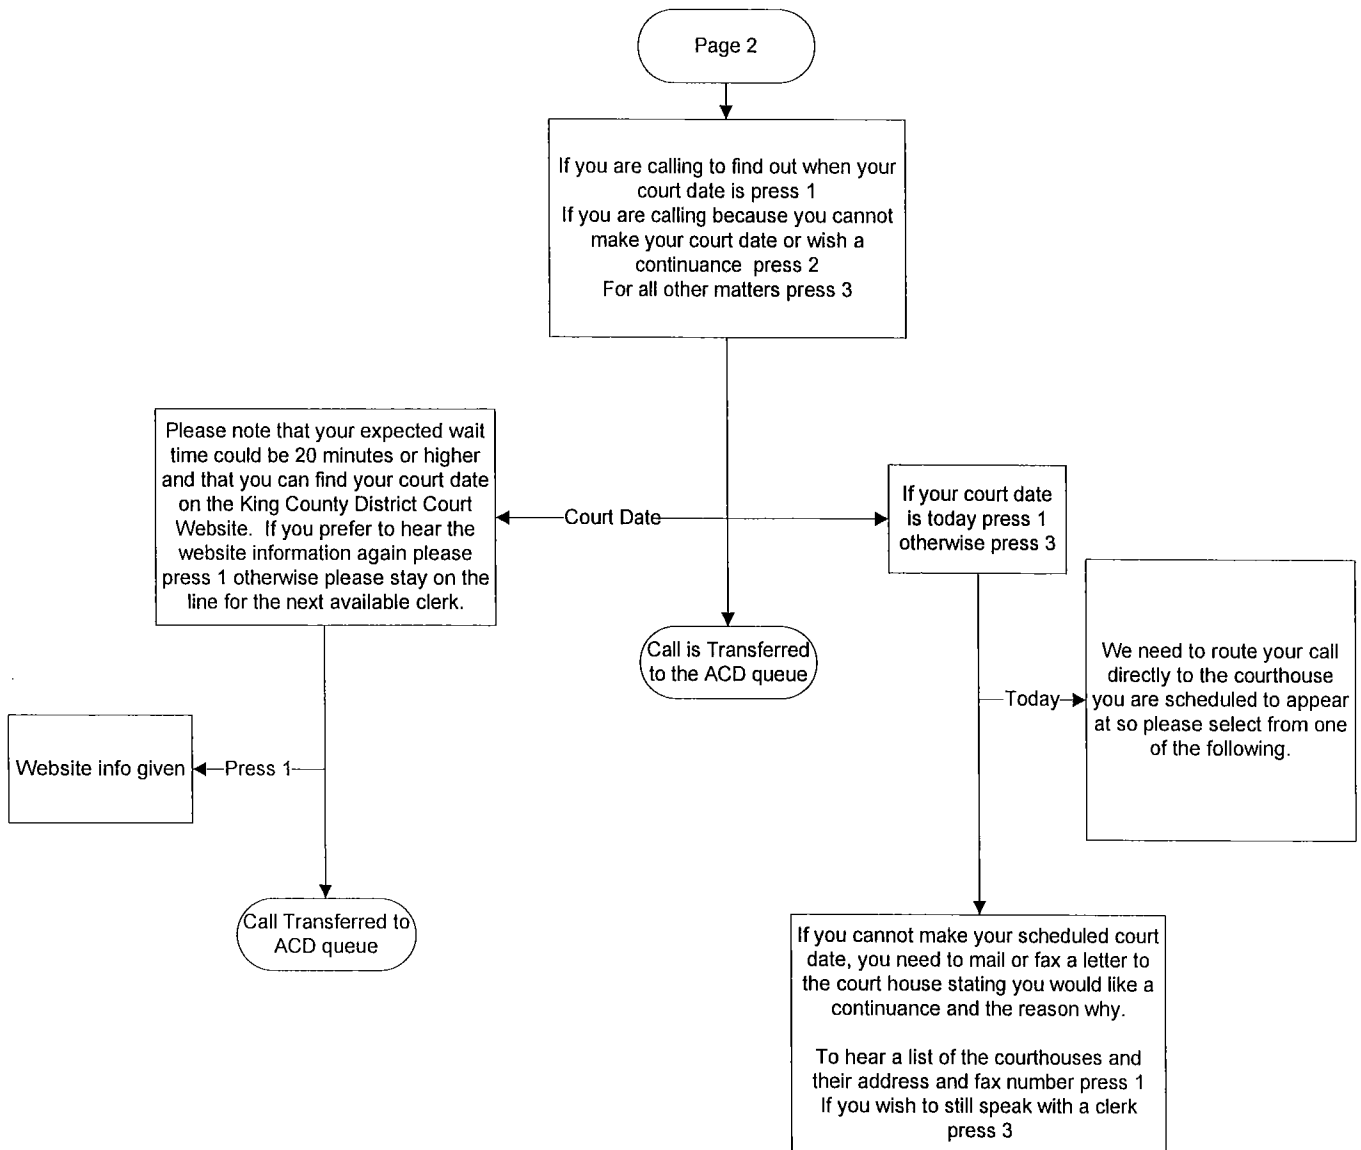 Page 2
If you are calling to find out when your
court date is press 1
If you are calling because you cannot
make your court date or wish a
continuance  press 2
For all other matters press 3
Please note that your expected wait
time could be 20 minutes or higher
and that you can find your court date
on the King County District Court
Website.  If you prefer to hear the
website information again please
press 1 otherwise please stay on the
line for the next available clerk.
Court Date
If your court date
is today press 1
otherwise press 3
Call is Transferred
to the ACD queue
Today
We need to route your call
directly to the courthouse
you are scheduled to appear
at so please select from one
of the following.
Website info given
Press 1
Call Transferred to
ACD queue
If you cannot make your scheduled court
date, you need to mail or fax a letter to
the court house stating you would like a
continuance and the reason why.
To hear a list of the courthouses and
their address and fax number press 1
If you wish to still speak with a clerk
press 3